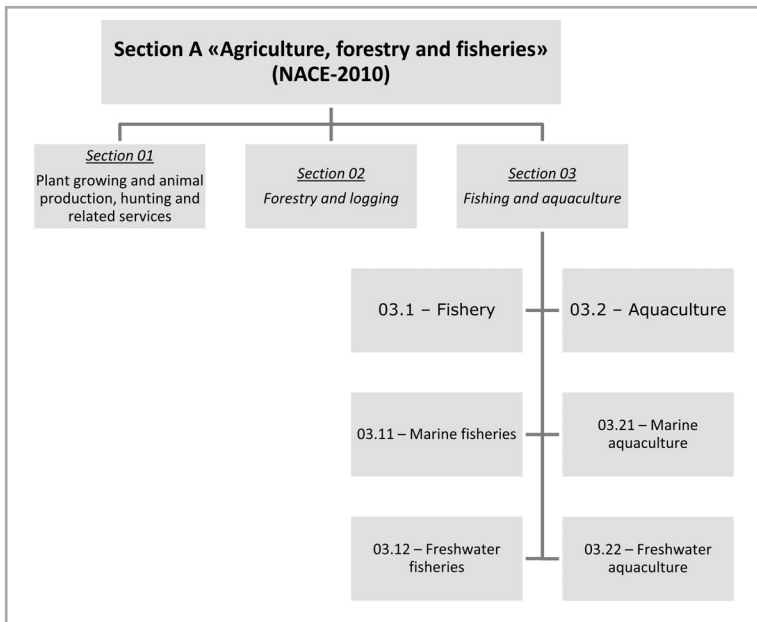 Section A «Agriculture, forestry and fisheries»
(NACE-2010)
Section 01
Plant growing and animal
production, hunting and
related services
Section 02
Forestry and logging
Section 03
Fishing and aquaculture
03.1 – Fishery
03.2 – Aquaculture
03.11 – Marine fisheries
03.21 – Marine
aquaculture
03.12 – Freshwater
fisheries
03.22 – Freshwater
aquaculture